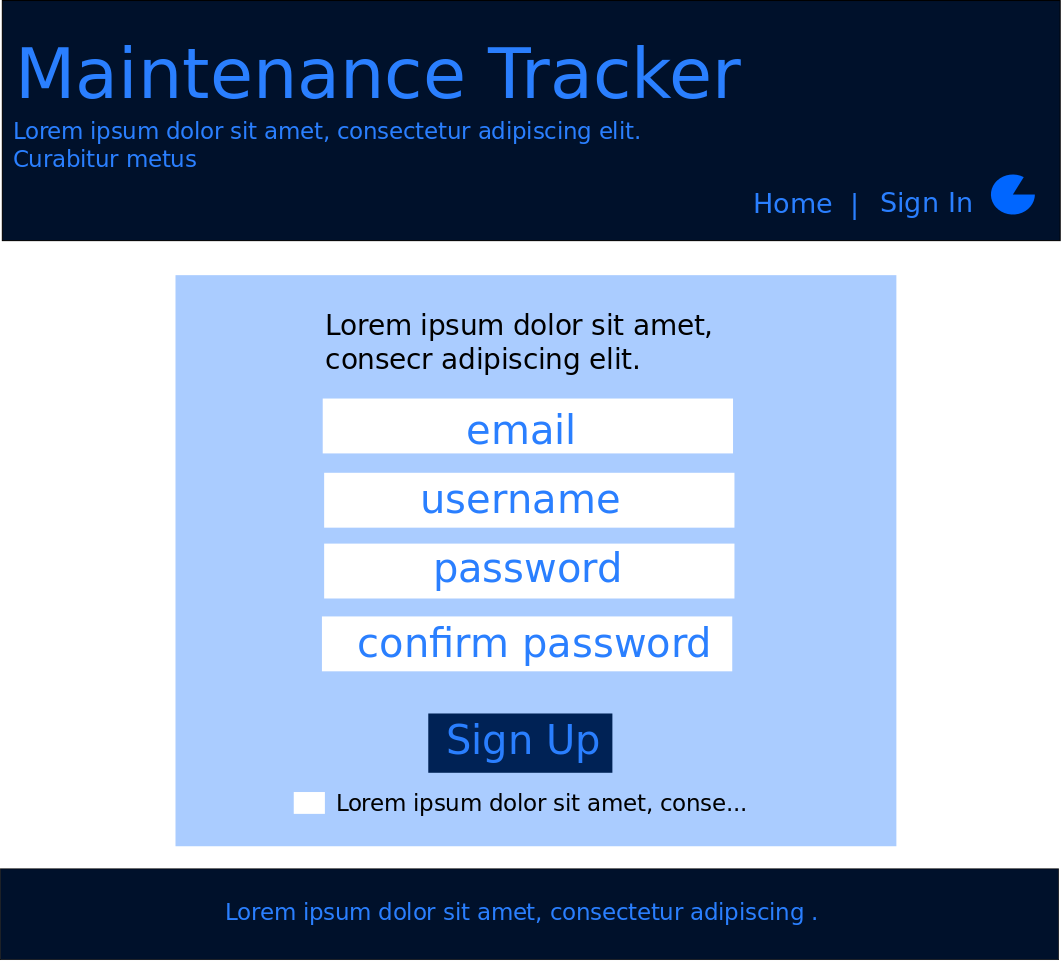 Maintenance Tracker
Lorem ipsum dolor sit amet, consectetur adipiscing elit.
Curabitur metus
Home | Sign In
Lorem ipsum dolor sit amet,
consecr adipiscing elit.
email
username
password
confirm password
Sign Up
Lorem ipsum dolor sit amet, conse...
Lorem ipsum dolor sit amet, consectetur adipiscing .